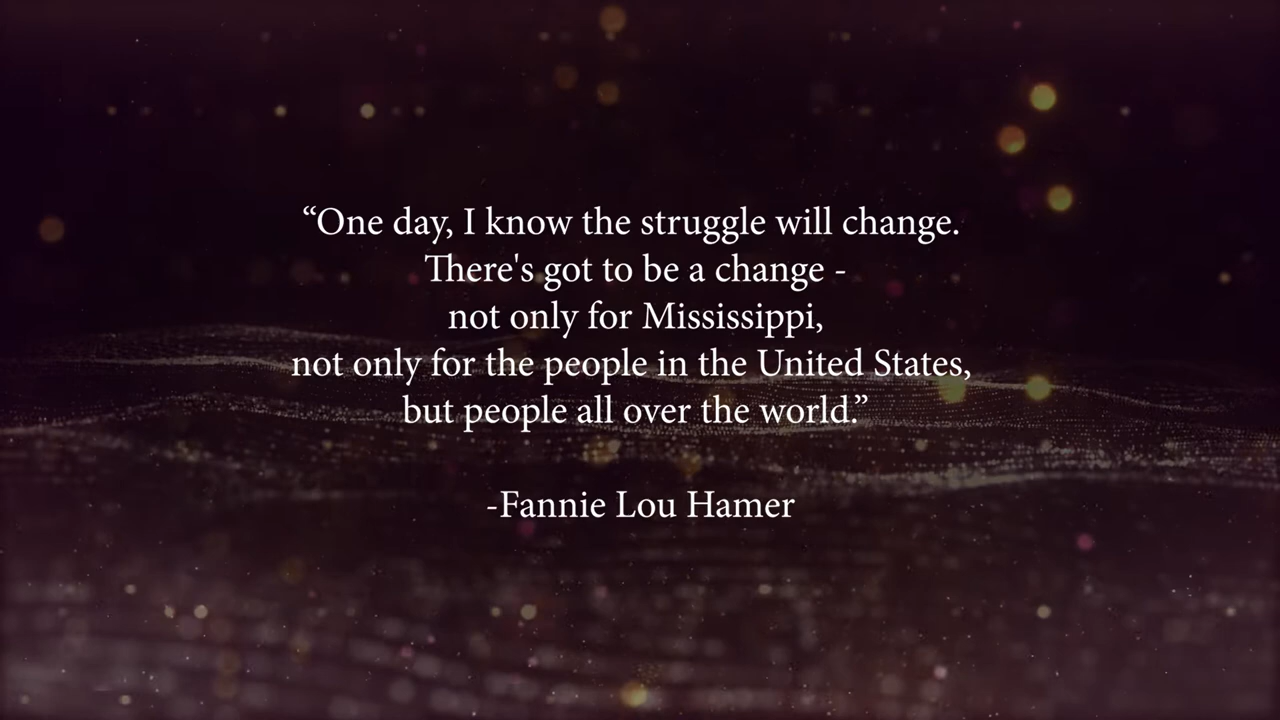 “One day, I know the struggle will change.
There's got to be a change -
not only for Mississippi,
not only for the people in the United States,
but people all over the world.”
-Fannie Lou Hamer